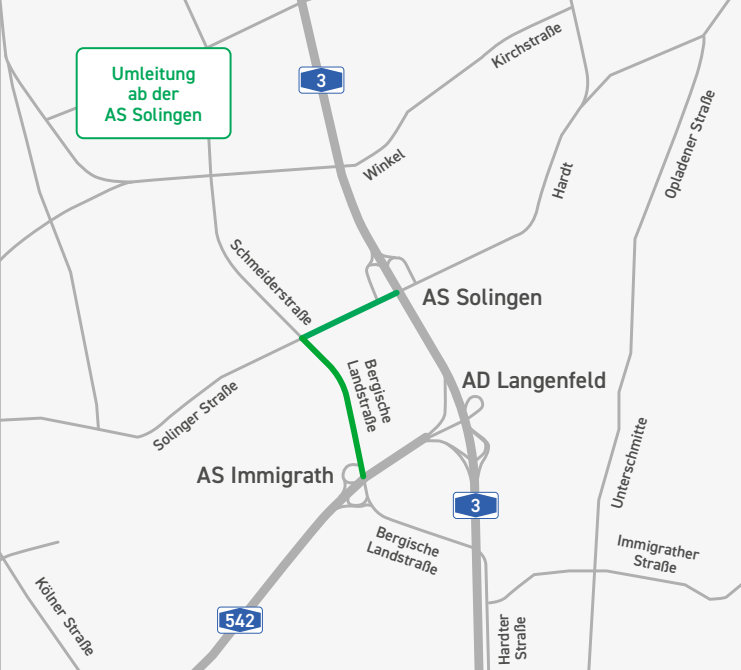 Umleitung
ab der
AS Solingen
3
Kirchstraße
Winkel
Hardt
Opladener Straße
Schmeiderstraße
AS Solingen
Bergische
Landstraße
AD Langenfeld
Solinger Straße
AS Immigrath
Unterschmitte
3
Bergische
Landstraße
Immigrather
Straße
Kölner Straße
542
Hardter
Straße